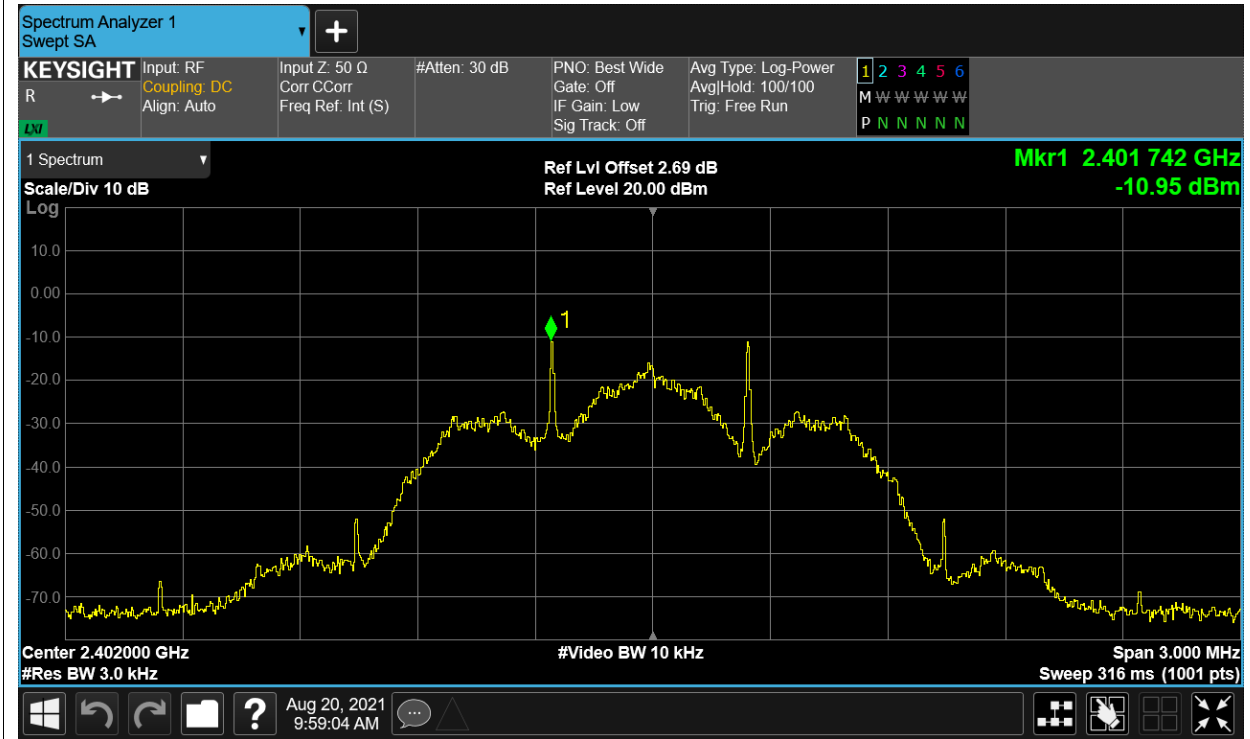 Spectrum Analyzer 1
Swept SA
+
KEYSIGHT
R
LXI
Input: RF
Coupling: DC
Align: Auto
Input Z: 50 Ω
Corr CCorr
Freq Ref: Int (S)
#Atten: 30 dB
PNO: Best Wide
Gate: Off
IF Gain: Low
Sig Track: Off
Avg Type: Log-Power
Avg|Hold: 100/100
Trig: Free Run
1 2 3 4 5 6
M W W W W W
P N N N N N
1 Spectrum
Scale/Div 10 dB
Ref Lvl Offset 2.69 dB
Ref Level 20.00 dBm
Mkr1 2.401 742 GHz
-10.95 dBm
Log
10.0
0.00
-10.0
-20.0
-30.0
-40.0
-50.0
-60.0
-70.0
1
Center 2.402000 GHz
#Res BW 3.0 kHz
#Video BW 10 kHz
Span 3.000 MHz
Sweep 316 ms (1001 pts)
?
Aug 20, 2021
9:59:04 AM